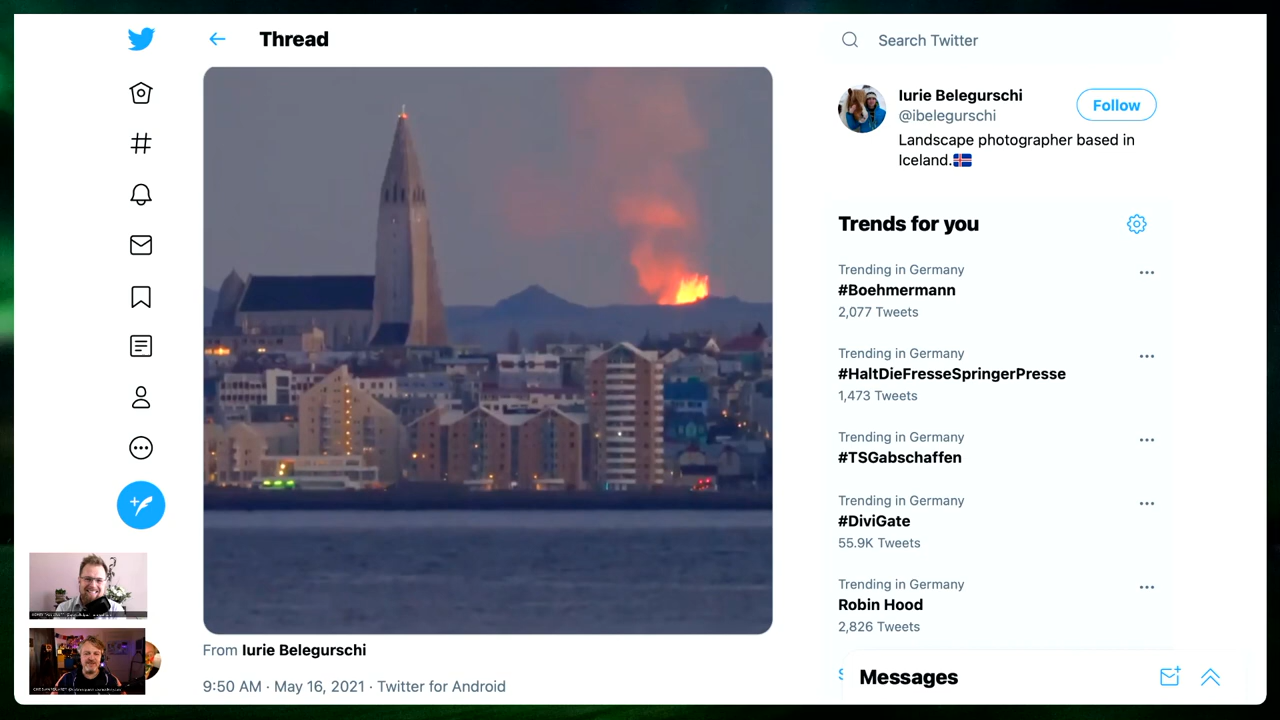 Thread
From Iurie Belegurschi
9:50 AM · May 16, 2021 · Twitter for Android
Search Twitter
Iurie Belegurschi
@ibelegurschi
Follow
Landscape photographer based in
Iceland.🇮🇸
Trends for you
Trending in Germany
#Boehmermann
2,077 Tweets
Trending in Germany
#HaltDieFresseSpringerPresse
1,473 Tweets
Trending in Germany
#TSGabschaffen
Trending in Germany
#DiviGate
55.9K Tweets
Trending in Germany
Robin Hood
2,826 Tweets
Messages